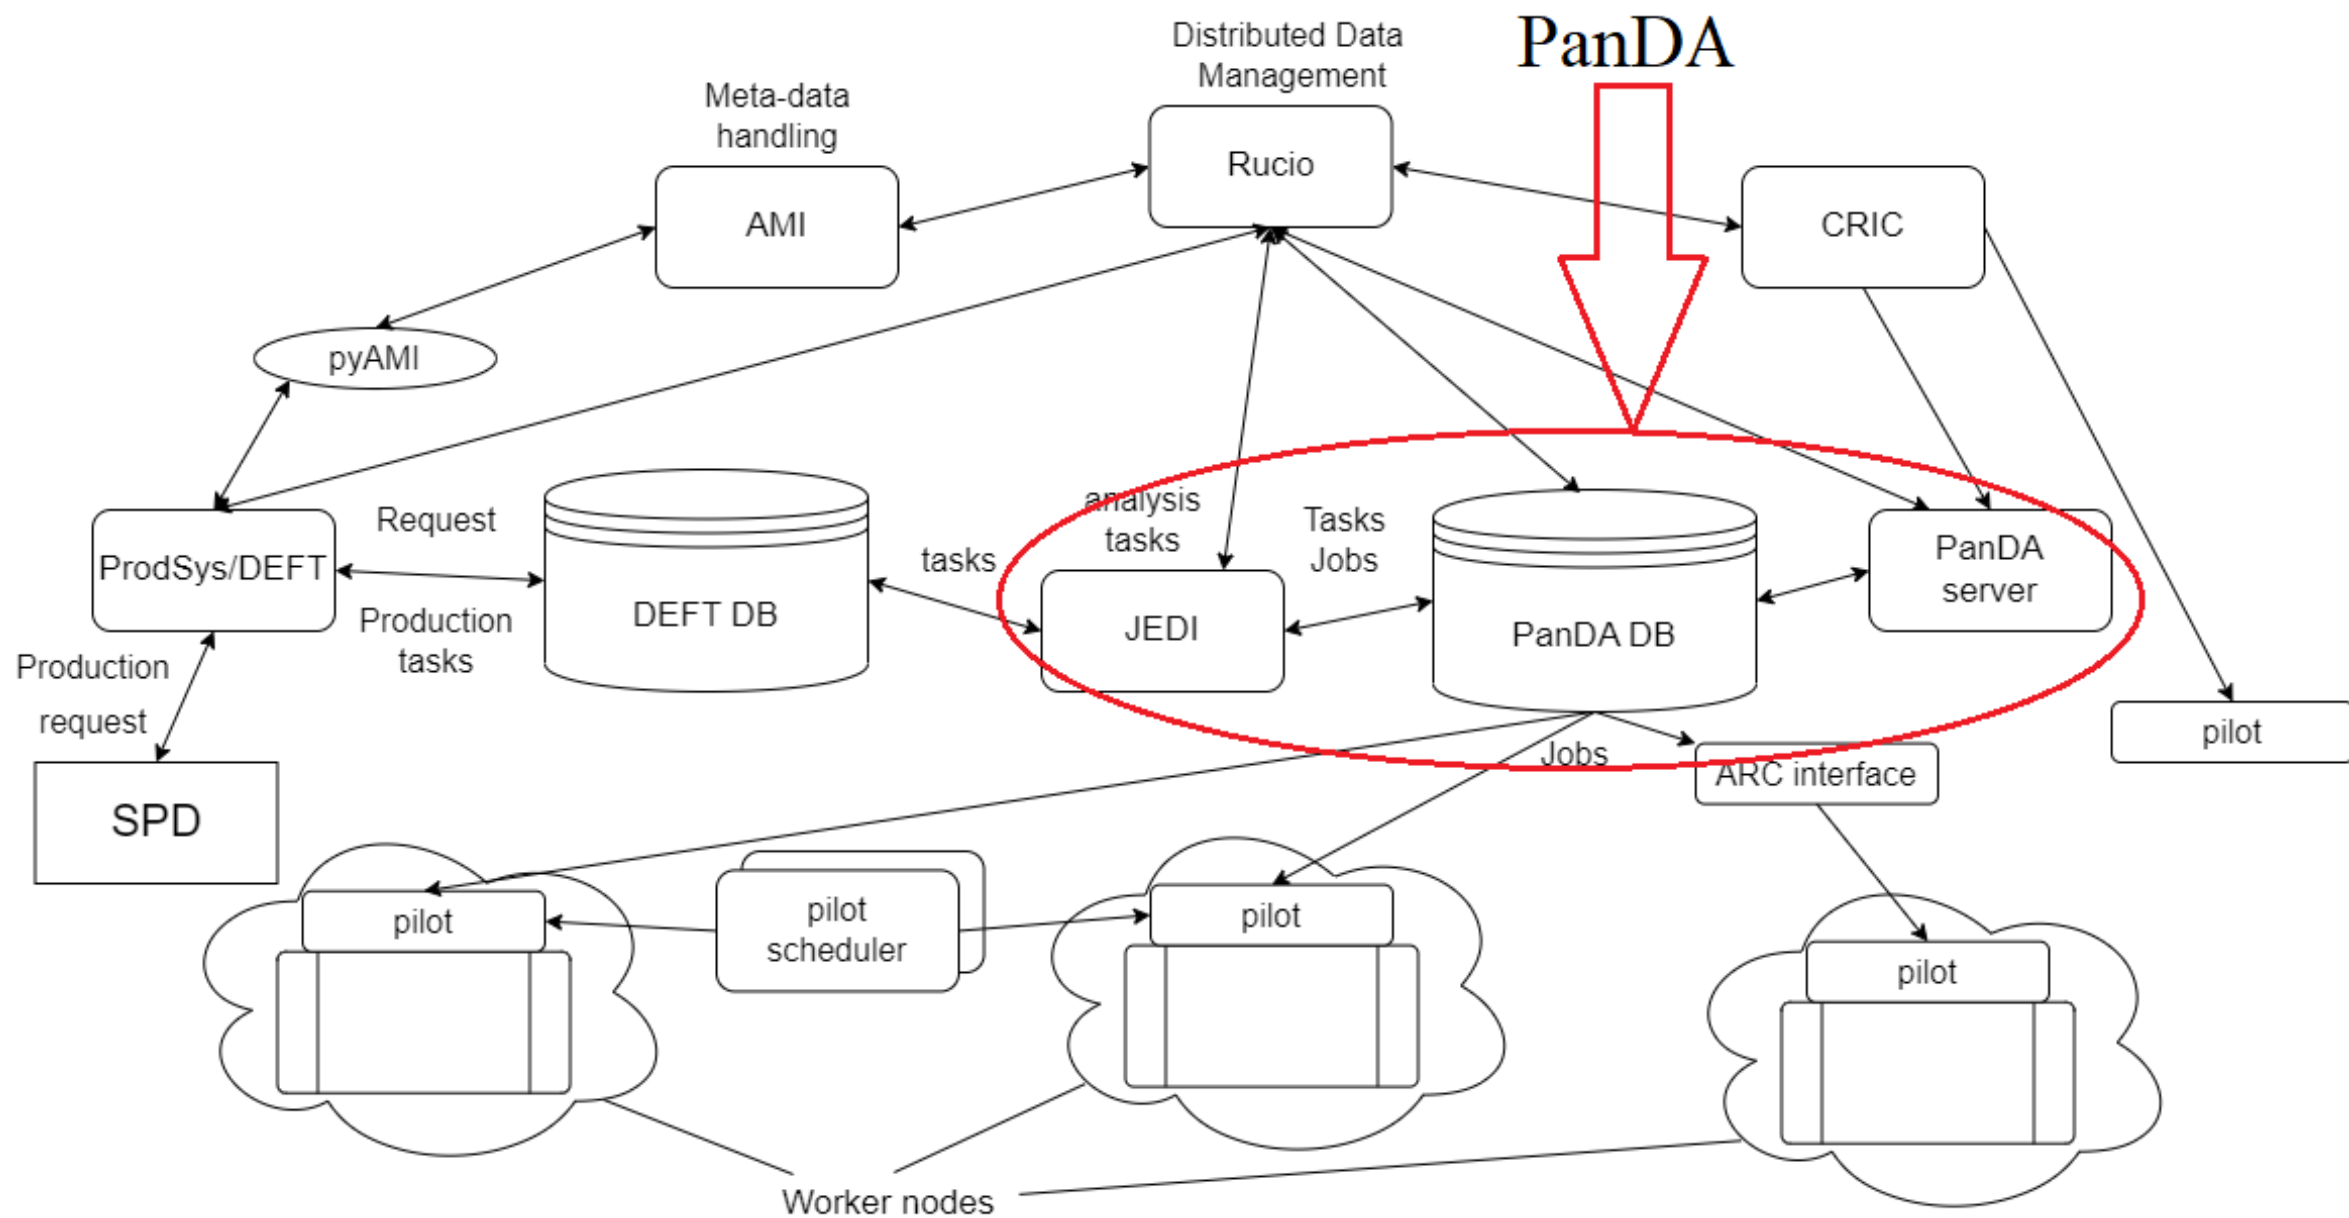 Distributed Data
Management
PanDA
Meta-data
handling
Rucio
AMI
CRIC
pyAMI
analysis
tasks
Tasks
Jobs
Request
ProdSys/DEFT
tasks
PanDA
server
DEFT DB
JEDI
PanDA DB
Production
tasks
Production
request
pilot
Jobs
ARC interface
SPD
pilot
pilot
scheduler
pilot
pilot
Worker nodes